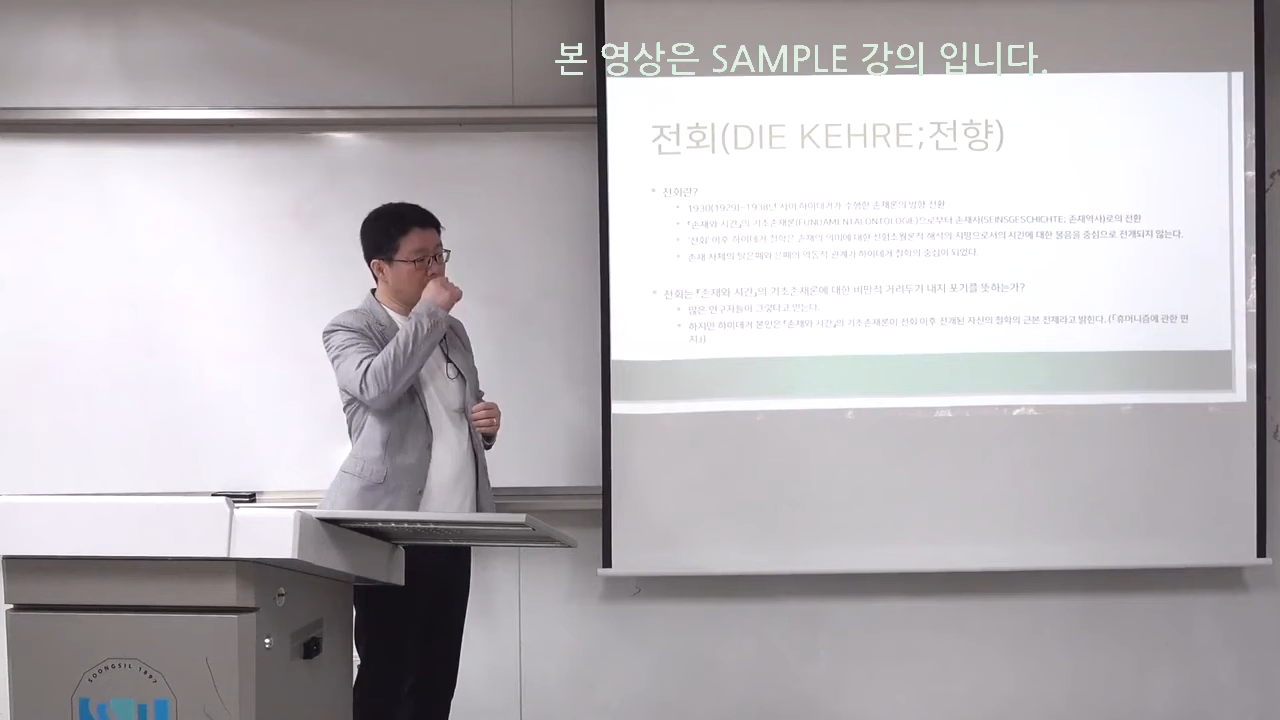 본 영상은 SAMPLE 강의 입니다.
전회(DIE KEHRE;전향)
전회란?
1930(1929)-1938년 사이 하이데거가 수행한 존재론의 방향 전환
『존재와 시간』의 기초존재론(FUNDAMENTALONTOLOGIE)으로부터 존재사(SEINSGESCHICHTE; 존재역사)로의 전환
'전회' 이후 하이데거 철학은 존재의 의미에 대한 선험초월론적 해석의 지평으로서의 시간에 대한 물음을 중심으로 전개되지 않는다.
존재 자체의 탈은폐와 은폐의 역동적 관계가 하이데거 철학의 중심이 되었다.
전회는 『존재와 시간』의 기초존재론에 대한 비판적 거리두기 내지 포기를 뜻하는가?
많은 연구자들이 그렇다고 믿는다.
하지만 하이데거 본인은 『존재와 시간』의 기초존재론이 전회 이후 전개된 자신의 철학의 근본 전제라고 밝힌다. (『휴머니즘에 관한 편
지』)
SOONGSIL 1897